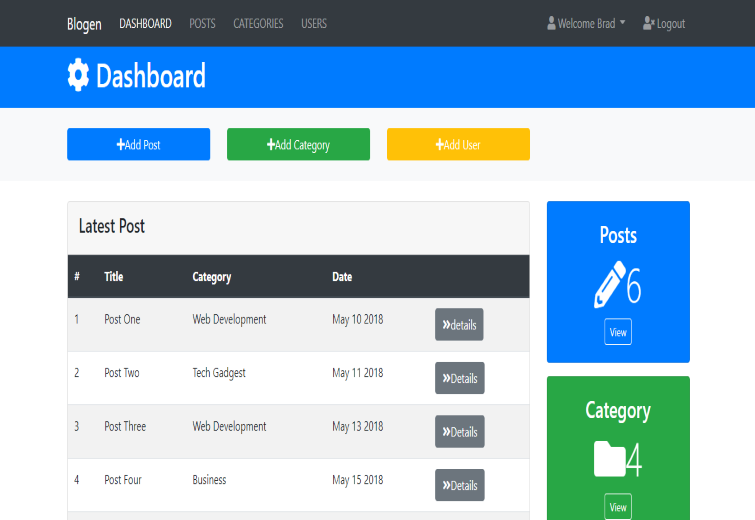 Blogen DASHBOARD POSTS CATEGORIES USERS Welcome Brad Logout
Dashboard
+Add Post +Add Category +Add User
Latest Post
# Title Category Date
1 Post One Web Development May 10 2018 »details
2 Post Two Tech Gadgest May 11 2018 »Details
3 Post Three Web Development May 13 2018 »Details
4 Post Four Business May 15 2018 »Details
Posts
6
View
Category
4
View